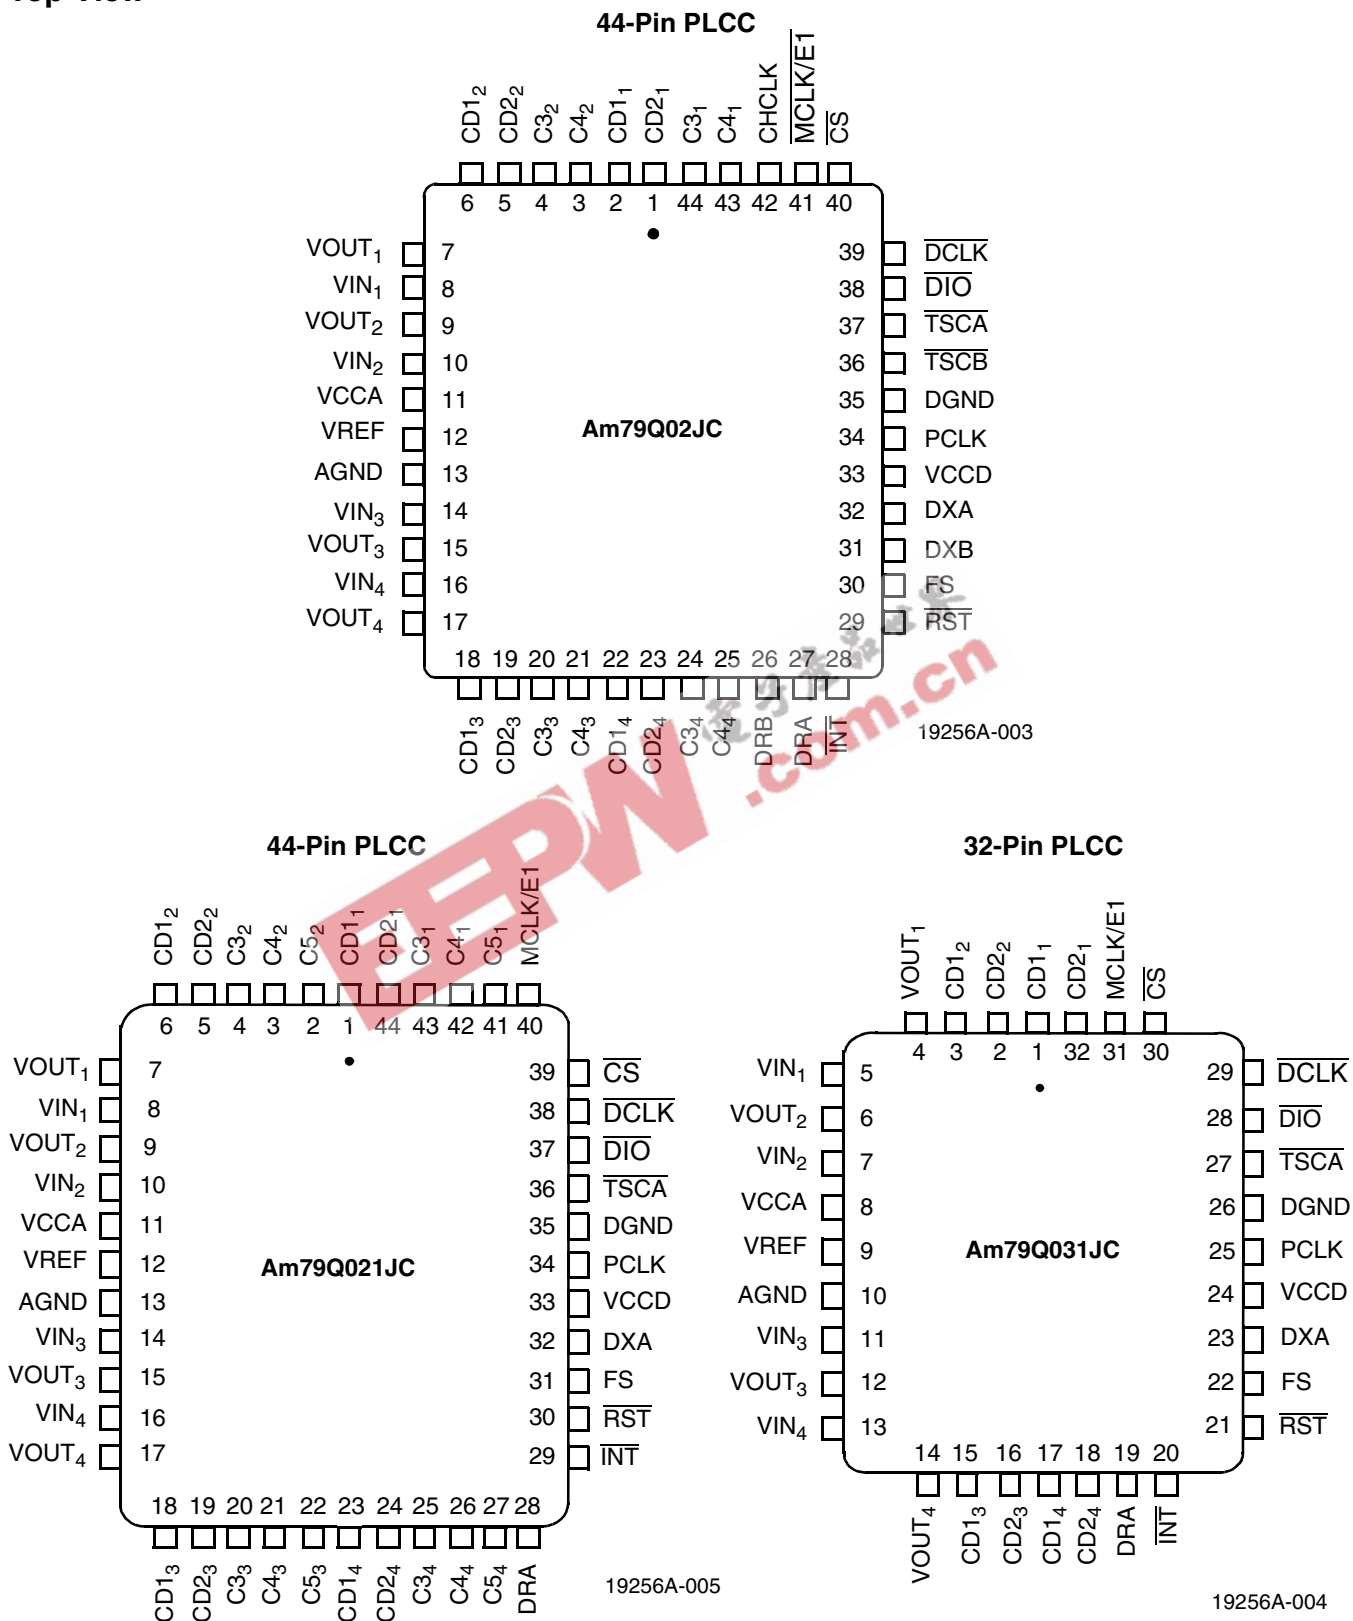 44-Pin PLCC
CD1₂ CD2₂ C3₂ C4₂ CD1₁ CD2₁ C3₁ C4₁ CHCLK MCLK/E1 CS
6 5 4 3 2 1 44 43 42 41 40
VOUT₁ 7 39 DCLK
VIN₁ 8 38 DIO
VOUT₂ 9 37 TSCA
VIN₂ 10 36 TSCB
VCCA 11 35 DGND
VREF 12 Am79Q02JC 34 PCLK
AGND 13 33 VCCD
VIN₃ 14 32 DXA
VOUT₃ 15 31 DXB
VIN₄ 16 30 FS
VOUT₄ 17 29 RST
18 19 20 21 22 23 24 25 26 27 28
CD1₃ CD2₃ C3₃ C4₃ CD1₄ CD2₄ C3₄ C4₄ DRB DRA INT
19256A-003
EEPW .com.cn
44-Pin PLCC
CD1₂ CD2₂ C3₂ C4₂ C5₂ CD1₁ CD2₁ C3₁ C4₁ C5₁ MCLK/E1
6 5 4 3 2 1 44 43 42 41 40
VOUT₁ 7 39 CS
VIN₁ 8 38 DCLK
VOUT₂ 9 37 DIO
VIN₂ 10 36 TSCA
VCCA 11 35 DGND
VREF 12 Am79Q021JC 34 PCLK
AGND 13 33 VCCD
VIN₃ 14 32 DXA
VOUT₃ 15 31 FS
VIN₄ 16 30 RST
VOUT₄ 17 29 INT
18 19 20 21 22 23 24 25 26 27 28
CD1₃ CD2₃ C3₃ C4₃ C5₃ CD1₄ CD2₄ C3₄ C4₄ C5₄ DRA
19256A-005
32-Pin PLCC
VOUT₁ CD1₂ CD2₂ CD1₁ CD2₁ MCLK/E1 CS
4 3 2 1 32 31 30
VIN₁ 5 29 DCLK
VOUT₂ 6 28 DIO
VIN₂ 7 27 TSCA
VCCA 8 26 DGND
VREF 9 Am79Q031JC 25 PCLK
AGND 10 24 VCCD
VIN₃ 11 23 DXA
VOUT₃ 12 22 FS
VIN₄ 13 21 RST
14 15 16 17 18 19 20
VOUT₄ CD1₃ CD2₃ CD1₄ CD2₄ DRA INT
19256A-004